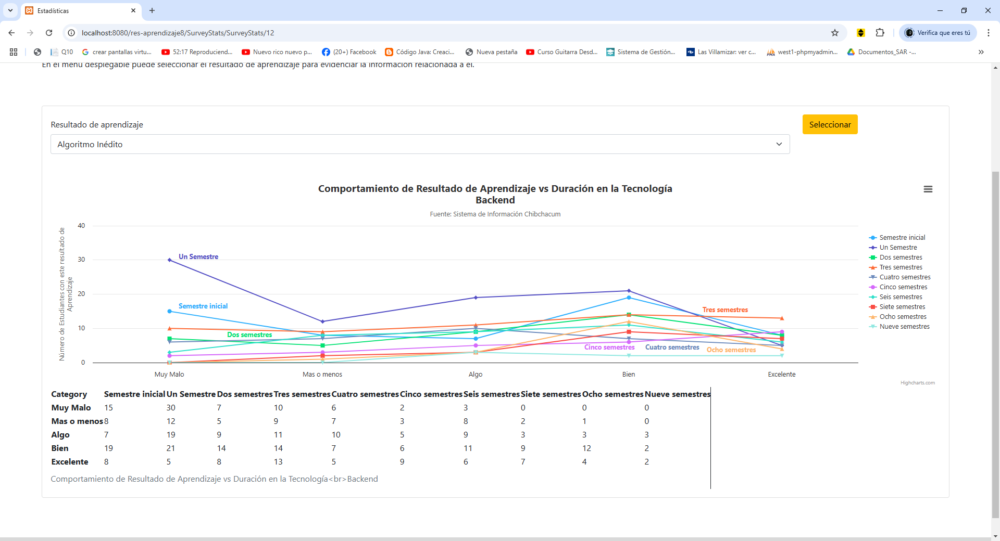 Estadísticas
localhost:8080/res-aprendizaje8/SurveyStats/SurveyStats/12
Verifica que eres tú
Q10
crear pantallas virtu...
52:17 Reproduciend...
Nuevo rico nuevo p...
(20+) Facebook
Código Java: Creaci...
Nueva pestaña
Curso Guitarra Desd...
Sistema de Gestión...
Las Villamizar: ver c...
west1-phpmyadmin...
Documentos_SAR -...
En el menú desplegable puede seleccionar el resultado de aprendizaje para evidenciar la información relacionada a él.
Resultado de aprendizaje
Seleccionar
Algoritmo Inédito
Comportamiento de Resultado de Aprendizaje vs Duración en la Tecnología
Backend
Fuente: Sistema de Información Chibchacum
Número de Estudiantes con este resultado de
Aprendizaje
40
30
20
10
0
Un Semestre
Semestre inicial
Dos semestres
Tres semestres
Cinco semestres
Cuatro semestres
Ocho semestres
Muy Malo
Mas o menos
Algo
Bien
Excelente
Semestre inicial
Un Semestre
Dos semestres
Tres semestres
Cuatro semestres
Cinco semestres
Seis semestres
Siete semestres
Ocho semestres
Nueve semestres
Highcharts.com
Category Semestre inicial Un Semestre Dos semestres Tres semestres Cuatro semestres Cinco semestres Seis semestres Siete semestres Ocho semestres Nueve semestres
Muy Malo 15 30 7 10 6 2 3 0 0 0
Mas o menos 8 12 5 9 7 3 8 2 1 0
Algo 7 19 9 11 10 5 9 3 3 3
Bien 19 21 14 14 7 6 11 9 12 2
Excelente 8 5 8 13 5 9 6 7 4 2
Comportamiento de Resultado de Aprendizaje vs Duración en la Tecnología<br>Backend